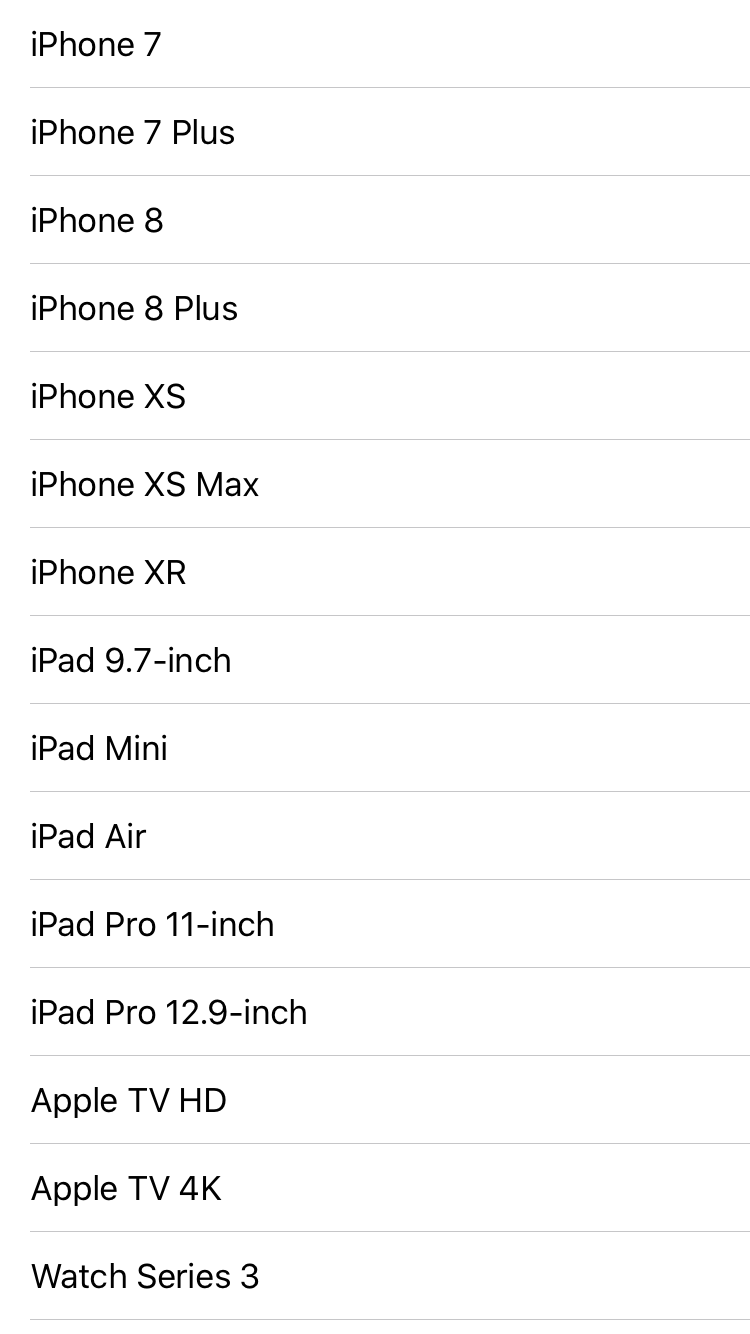 iPhone 7
iPhone 7 Plus
iPhone 8
iPhone 8 Plus
iPhone XS
iPhone XS Max
iPhone XR
iPad 9.7-inch
iPad Mini
iPad Air
iPad Pro 11-inch
iPad Pro 12.9-inch
Apple TV HD
Apple TV 4K
Watch Series 3